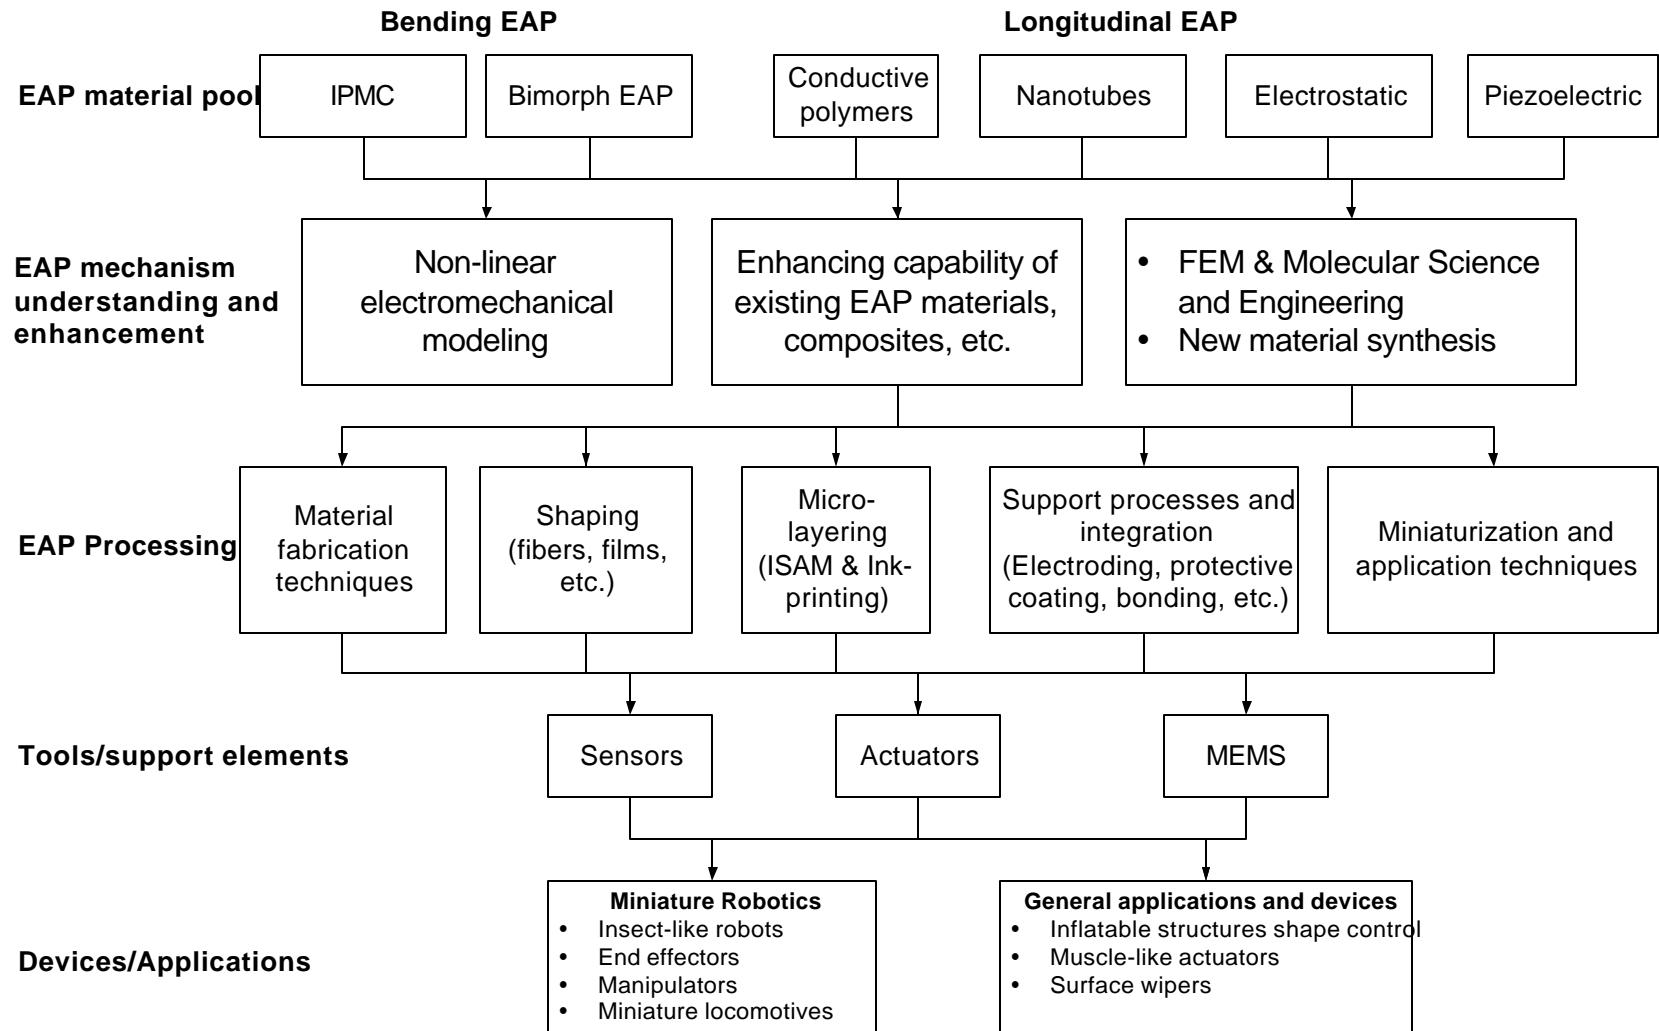 Bending EAP
Longitudinal EAP
EAP material pool
IPMC
Bimorph EAP
Conductive
polymers
Nanotubes
Electrostatic
Piezoelectric
EAP mechanism
understanding and
enhancement
Non-linear
electromechanical
modeling
Enhancing capability of
existing EAP materials,
composites, etc.
• FEM & Molecular Science
and Engineering
• New material synthesis
EAP Processing
Material
fabrication
techniques
Shaping
(fibers, films,
etc.)
Micro-
layering
(ISAM & Ink-
printing)
Support processes and
integration
(Electroding, protective
coating, bonding, etc.)
Miniaturization and
application techniques
Tools/support elements
Sensors
Actuators
MEMS
Devices/Applications
Miniature Robotics
• Insect-like robots
• End effectors
• Manipulators
• Miniature locomotives
General applications and devices
• Inflatable structures shape control
• Muscle-like actuators
• Surface wipers